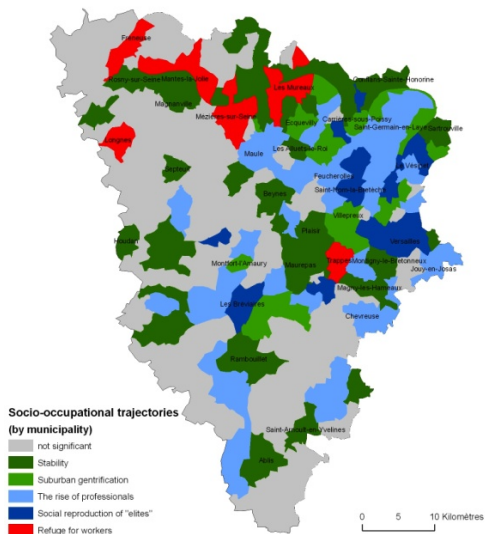 Freneuse
Rosny-sur-Seine
Mantes-la-Jolie
Magnanville
Les Mureaux
Conflans-Sainte-Honorine
Mézières-sur-Seine
Ecquevilly
Carrières-sous-Poissy
Saint-Germain-en-Laye
Sartrouville
Longnes
Les Alluets-le-Roi
Maule
Le Vésinet
Septeuil
Feucherolles
Saint-Nom-la-Bretèche
Beynes
Villepreux
Houdan
Plaisir
Versailles
Montfort-l'Amaury
Maurepas
Trappes
Montigny-le-Bretonneux
Jouy-en-Josas
Magny-les-Hameaux
Les Bréviaires
Chevreuse
Rambouillet
Saint-Arnoult-en-Yvelines
Ablis
Socio-occupational trajectories
(by municipality)
not significant
Stability
Suburban gentrification
The rise of professionals
Social reproduction of "elites"
Refuge for workers
0 5 10 Kilomètres